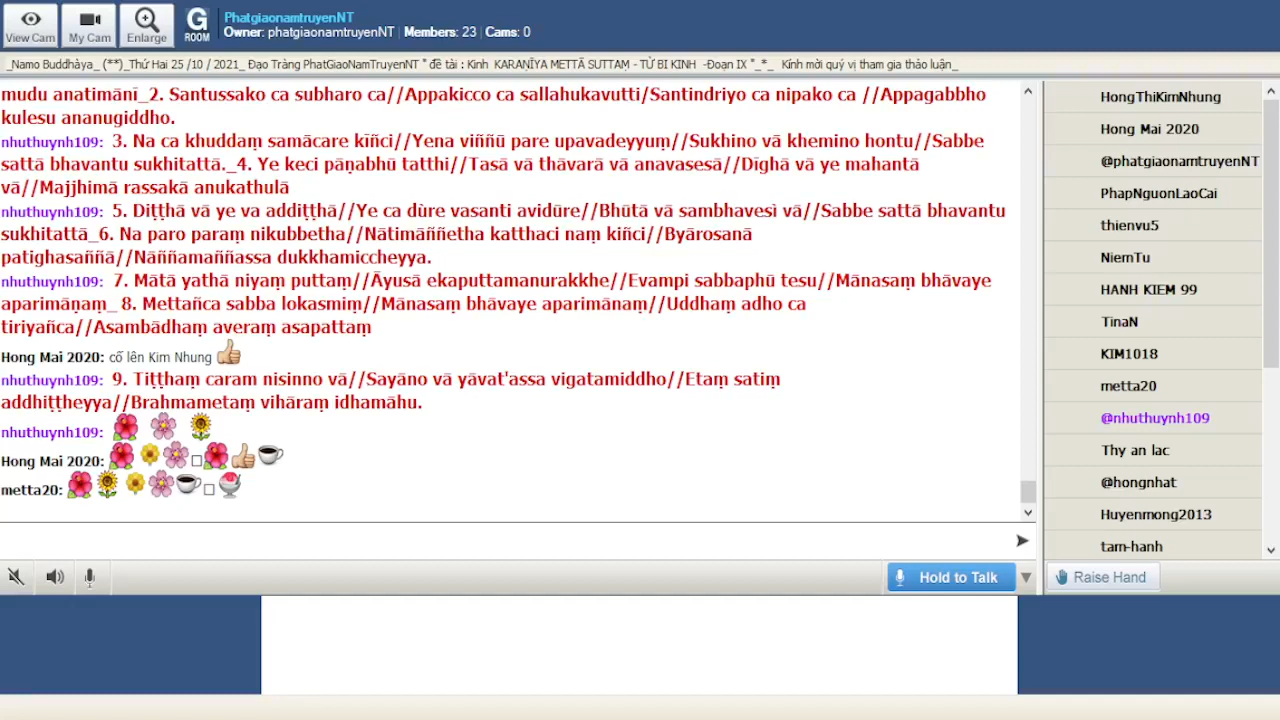 View Cam
My Cam
Enlarge
G ROOM
PhatgiaonamtruyenNT
Owner: phatgiaonamtruyenNT | Members: 23 | Cams: 0
_Namo Buddhàya_ (**)_Thứ Hai 25 /10 / 2021_ Đạo Tràng PhatGiaoNamTruyenNT * đề tài : Kinh KARAṆĪYA METTĀ SUTTAṂ - TỪ BI KINH -Đoạn IX *_*_ Kính mời quý vị tham gia thảo luận_
mudu anatimānī_2. Santussako ca subharo ca//Appakicco ca sallahukavutti/Santindriyo ca nipako ca //Appagabbho
kulesu ananugiddho.
nhuthuynh109: 3. Na ca khuddaṃ samācare kīñci//Yena viññū pare upavadeyyuṃ//Sukhino vā khemino hontu//Sabbe
sattā bhavantu sukhitattā._4. Ye keci pāṇabhū tatthi//Tasā vā thāvarā vā anavasesā//Dīghā vā ye mahantā
vā//Majjhimā rassakā anukathulā
nhuthuynh109: 5. Diṭṭhā vā ye va addiṭṭhā//Ye ca dùre vasanti avidūre//Bhūtā vā sambhavesì vā//Sabbe sattā bhavantu
sukhitattā_6. Na paro paraṃ nikubbetha//Nātimāññetha katthaci naṃ kiñci//Byārosanā
patighasaññā//Nāññamaññassa dukkhamiccheyya.
nhuthuynh109: 7. Mātā yathā niyaṃ puttaṃ//Āyusā ekaputtamanurakkhe//Evampi sabbaphū tesu//Mānasaṃ bhāvaye
aparimāṇaṃ_ 8. Mettañca sabba lokasmiṃ//Mānasaṃ bhāvaye aparimānaṃ//Uddhaṃ adho ca
tiriyañca//Asambādhaṃ averaṃ asapattaṃ
Hong Mai 2020: cố lên Kim Nhung
nhuthuynh109: 9. Tiṭṭhaṃ caram nisinno vā//Sayāno vā yāvat'assa vigatamiddho//Etaṃ satiṃ
addhiṭṭheyya//Brahmametaṃ vihāraṃ idhamāhu.
nhuthuynh109:
Hong Mai 2020:
metta20:
HongThiKimNhung
Hong Mai 2020
@phatgiaonamtruyenNT
PhapNguonLaoCai
thienvu5
NiemTu
HANH KIEM 99
TinaN
KIM1018
metta20
@nhuthuynh109
Thy an lac
@hongnhat
Huyenmong2013
tam-hanh
Hold to Talk
Raise Hand